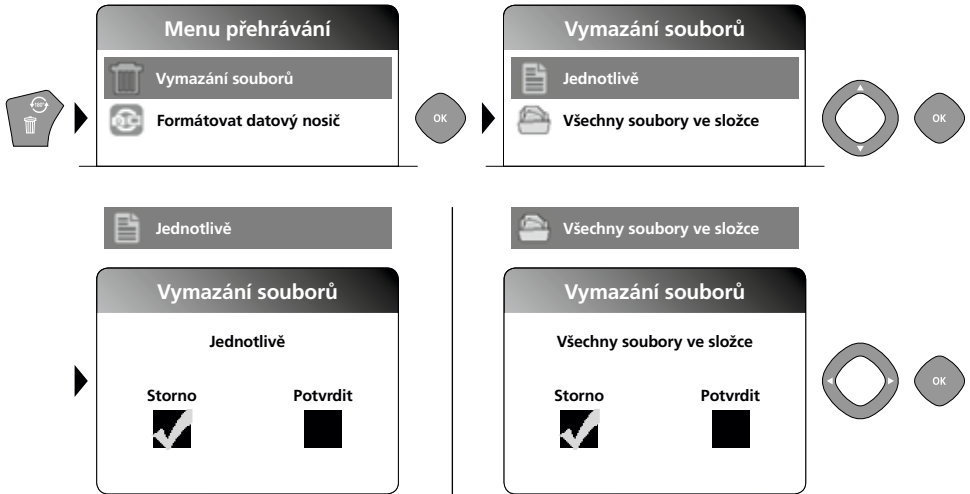 Menu přehrávání
Vymazání souborů
Formátovat datový nosič
180°
OK
Vymazání souborů
Jednotlivě
Všechny soubory ve složce
OK
Jednotlivě
Vymazání souborů
Jednotlivě
Storno Potvrdit
Všechny soubory ve složce
Vymazání souborů
Všechny soubory ve složce
Storno Potvrdit
OK